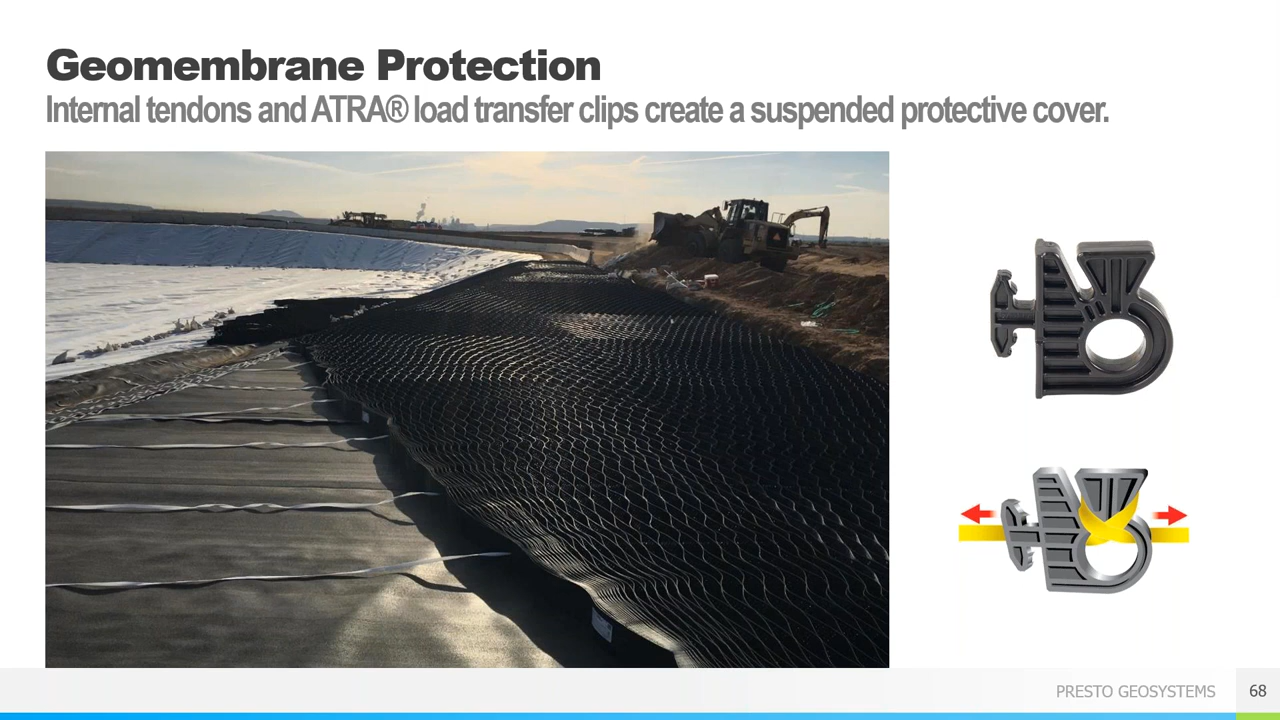 Geomembrane Protection
Internal tendons and ATRA® load transfer clips create a suspended protective cover.
PRESTO GEOSYSTEMS
68